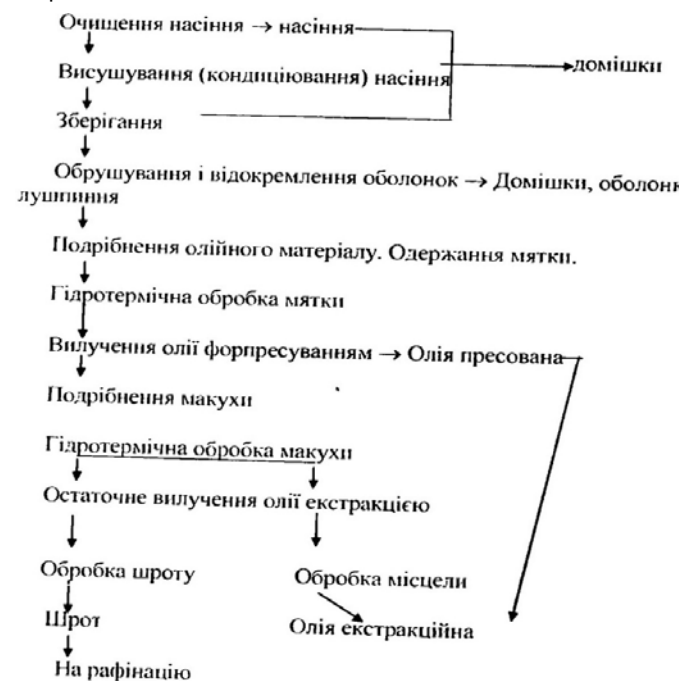 Очищення насіння → насіння
домішки
Висушування (кондиціювання) насіння
Зберігання
Обрушування і відокремлення оболонок → Домішки, оболонк
лушпиння
Подрібнення олійного матеріалу. Одержання мятки.
Гідротермічна обробка мятки
Вилучення олії форпресуванням → Олія пресована
Подрібнення макухи
Гідротермічна обробка макухи
Остаточне вилучення олії екстракцією
Обробка шроту
Обробка місцели
Шрот
Олія екстракційна
На рафінацію